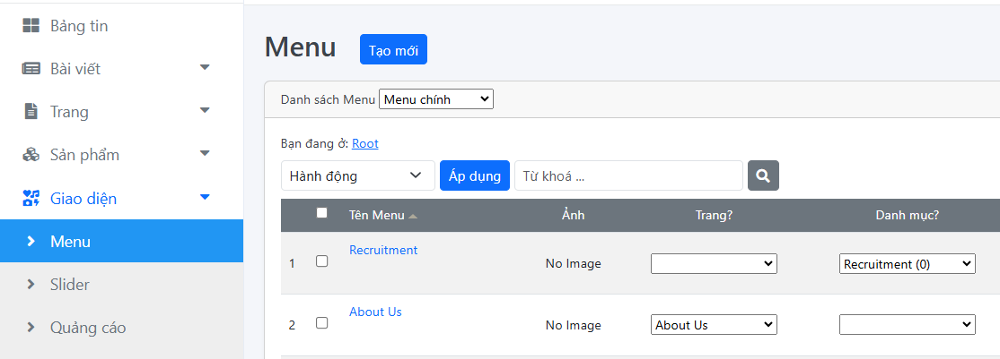 Bảng tin
Bài viết
Trang
Sản phẩm
Giao diện
Menu
Slider
Quảng cáo
Menu Tạo mới
Danh sách Menu Menu chính
Bạn đang ở: Root
Hành động Áp dụng Từ khoá ...
Tên Menu Ảnh Trang? Danh mục?
1 Recruitment No Image Recruitment (0)
2 About Us No Image About Us